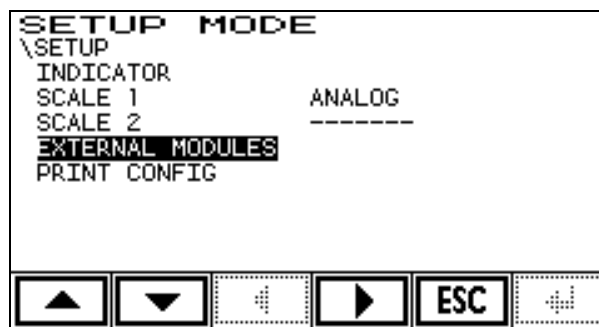 SETUP MODE
\SETUP
INDICATOR
SCALE 1 ANALOG
SCALE 2 -------
EXTERNAL MODULES
PRINT CONFIG
ESC